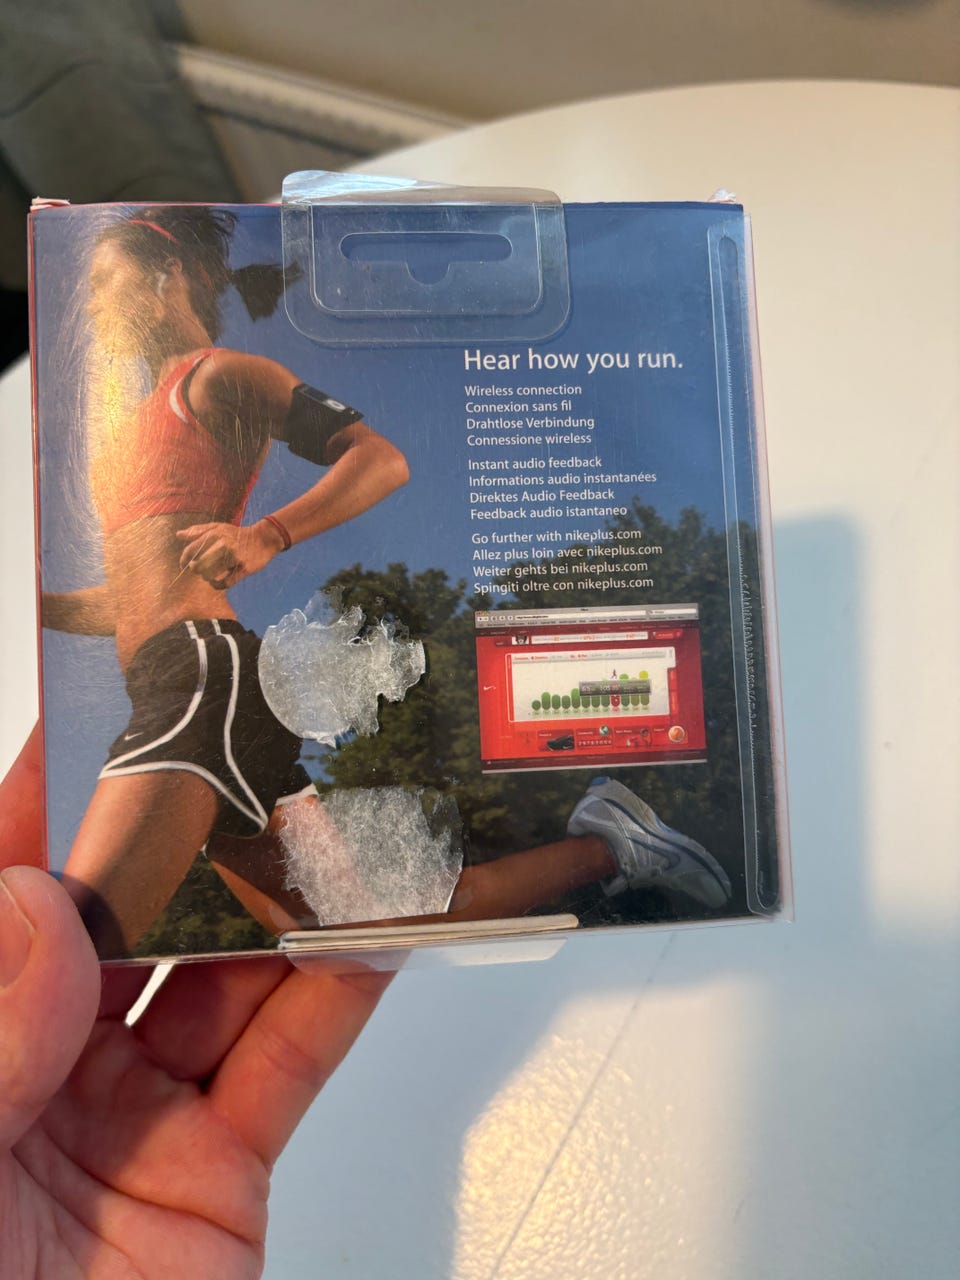 Hear how you run.
Wireless connection
Connexion sans fil
Drahtlose Verbindung
Connessione wireless
Instant audio feedback
Informations audio instantanées
Direktes Audio Feedback
Feedback audio istantaneo
Go further with nikeplus.com
Allez plus loin avec nikeplus.com
Weiter gehts bei nikeplus.com
Spingiti oltre con nikeplus.com